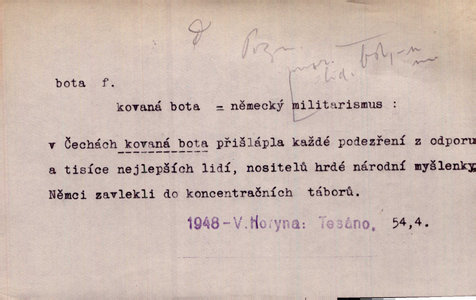 bota f.
kovaná bota = německý militarismus :
v Čechách kovaná bota přišlápla každé podezření z odporu
a tisíce nejlepších lidí, nositelů hrdé národní myšlenky
Němci zavlekli do koncentračních táborů.
1948 - V. Horyna: Tesáno, 54,4.